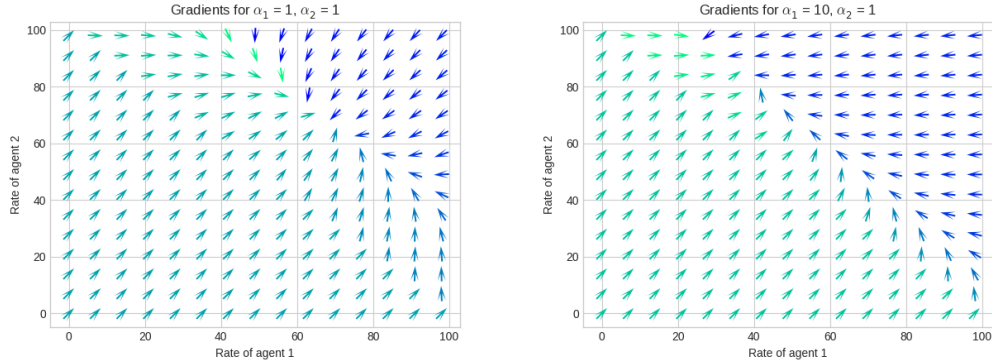 Gradients for α₁ = 1, α₂ = 1
100
80
60
40
20
0
Rate of agent 2
0 20 40 60 80 100
Rate of agent 1
Gradients for α₁ = 10, α₂ = 1
100
80
60
40
20
0
Rate of agent 2
0 20 40 60 80 100
Rate of agent 1